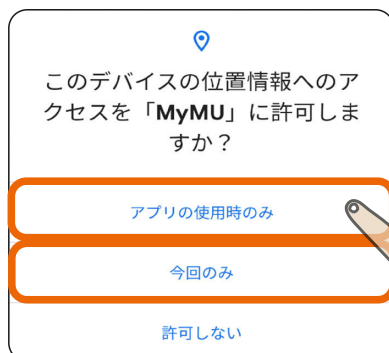 このデバイスの位置情報へのア
クセスを「MyMU」に許可しま
すか？
アプリの使用時のみ
今回のみ
許可しない